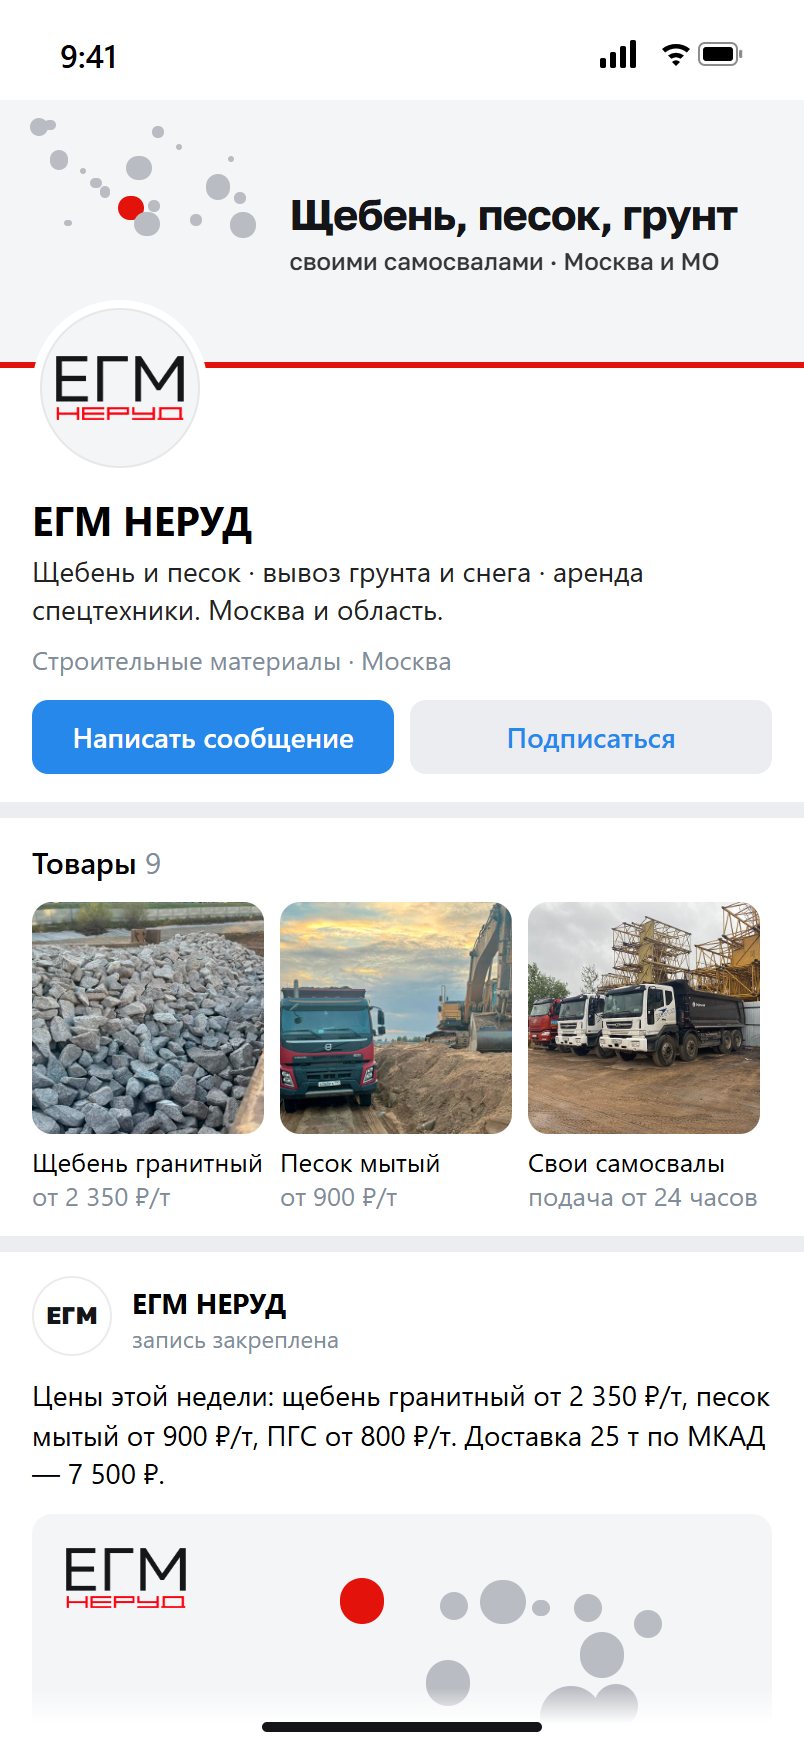 9:41
Щебень, песок, грунт
своими самосвалами · Москва и МО
ЕГМ
НЕРУД
ЕГМ НЕРУД
Щебень и песок · вывоз грунта и снега · аренда
спецтехники. Москва и область.
Строительные материалы · Москва
Написать сообщение
Подписаться
Товары 9
Щебень гранитный
от 2 350 ₽/т
Песок мытый
от 900 ₽/т
Свои самосвалы
подача от 24 часов
ЕГМ
ЕГМ НЕРУД
запись закреплена
Цены этой недели: щебень гранитный от 2 350 ₽/т, песок
мытый от 900 ₽/т, ПГС от 800 ₽/т. Доставка 25 т по МКАД
— 7 500 ₽.
ЕГМ
НЕРУД